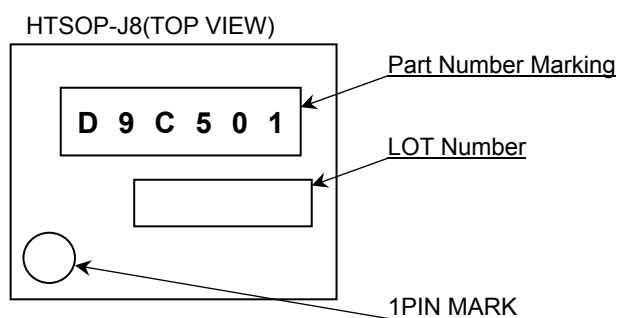 HTSOP-J8(TOP VIEW)
Part Number Marking
D 9 C 5 0 1
LOT Number
1PIN MARK